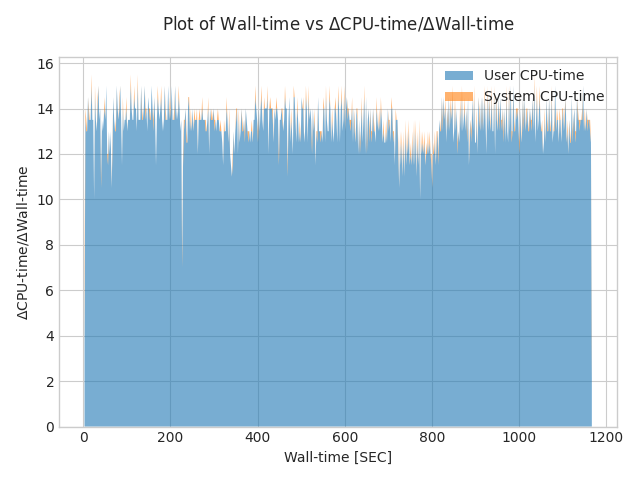 Plot of Wall-time vs ΔCPU-time/ΔWall-time
User CPU-time
System CPU-time
16
14
12
10
8
6
4
2
0
ΔCPU-time/ΔWall-time
0 200 400 600 800 1000 1200
Wall-time [SEC]